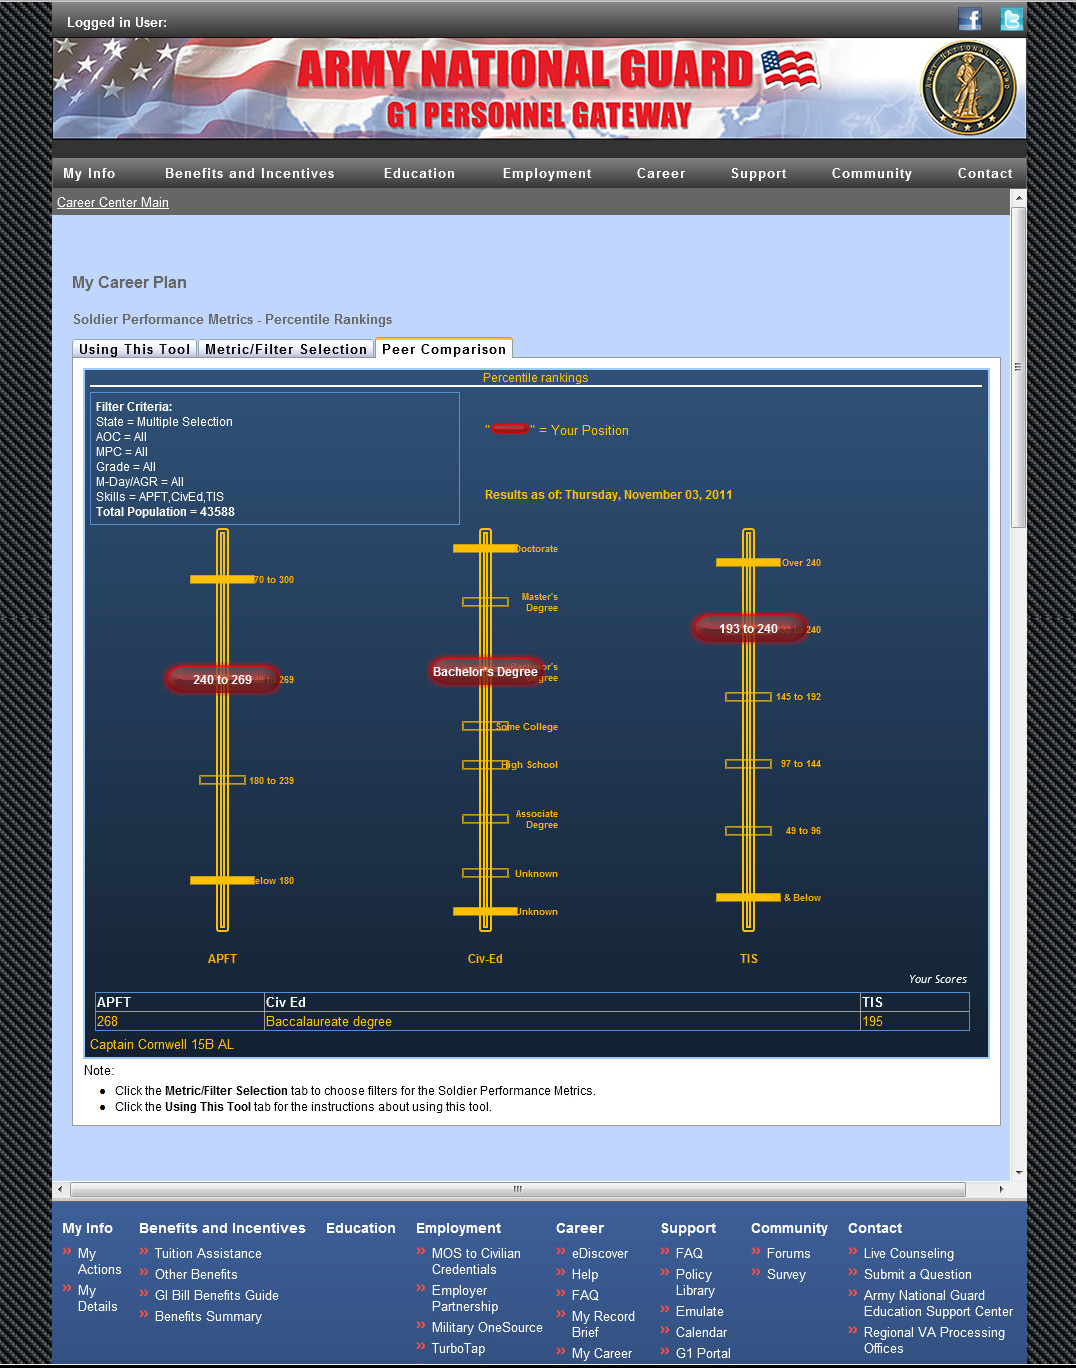 Logged in User:
ARMY NATIONAL GUARD
G1 PERSONNEL GATEWAY
ARMY NATIONAL GUARD
My Info Benefits and Incentives Education Employment Career Support Community Contact
Career Center Main
My Career Plan
Soldier Performance Metrics - Percentile Rankings
Using This Tool Metric/Filter Selection Peer Comparison
Percentile rankings
Filter Criteria:
State = Multiple Selection
AOC = All
MPC = All
Grade = All
M-Day/AGR = All
Skills = APFT,CivEd,TIS
Total Population = 43588
"" = Your Position
Results as of: Thursday, November 03, 2011
70 to 300
240 to 269
269
180 to 239
elow 180
APFT
Doctorate
Master's
Degree
Bachelor's Degree
Some College
High School
Associate
Degree
Unknown
Unknown
Civ-Ed
Over 240
193 to 240
240
145 to 192
97 to 144
49 to 96
& Below
TIS
Your Scores
APFT Civ Ed TIS
268 Baccalaureate degree 195
Captain Cornwell 15B AL
Note:
• Click the Metric/Filter Selection tab to choose filters for the Soldier Performance Metrics.
• Click the Using This Tool tab for the instructions about using this tool.
My Info
» My
Actions
» My
Details
Benefits and Incentives
» Tuition Assistance
» Other Benefits
» GI Bill Benefits Guide
» Benefits Summary
Education
Employment
» MOS to Civilian
Credentials
» Employer
Partnership
» Military OneSource
» TurboTap
Career
» eDiscover
» Help
» FAQ
» My Record
Brief
» My Career
Support
» FAQ
» Policy
Library
» Emulate
» Calendar
» G1 Portal
Community
» Forums
» Survey
Contact
» Live Counseling
» Submit a Question
» Army National Guard
Education Support Center
» Regional VA Processing
Offices